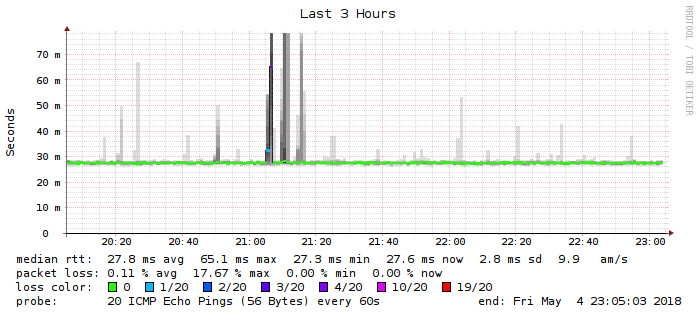 Last 3 Hours
RRDTOOL / TOBI OETIKER
Seconds
70 m
60 m
50 m
40 m
30 m
20 m
10 m
0
20:20 20:40 21:00 21:20 21:40 22:00 22:20 22:40 23:00
median rtt: 27.8 ms avg 65.1 ms max 27.3 ms min 27.6 ms now 2.8 ms sd 9.9 am/s
packet loss: 0.11 % avg 17.67 % max 0.00 % min 0.00 % now
loss color: 0 1/20 2/20 3/20 4/20 10/20 19/20
probe: 20 ICMP Echo Pings (56 Bytes) every 60s end: Fri May 4 23:05:03 2018